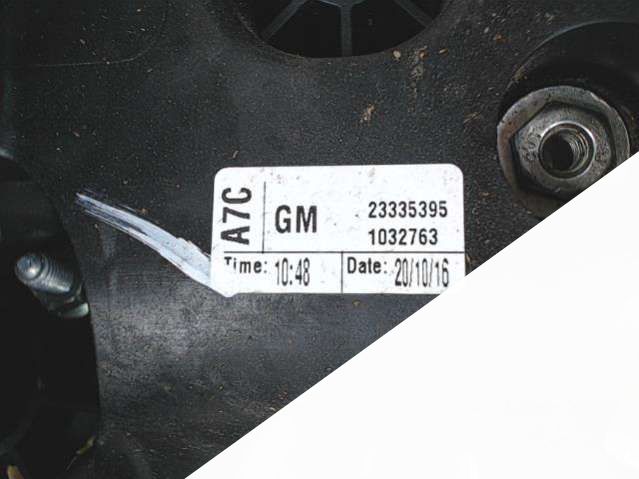 A7C
GM
23335395
1032763
Time: 10:48
Date: 20/10/16